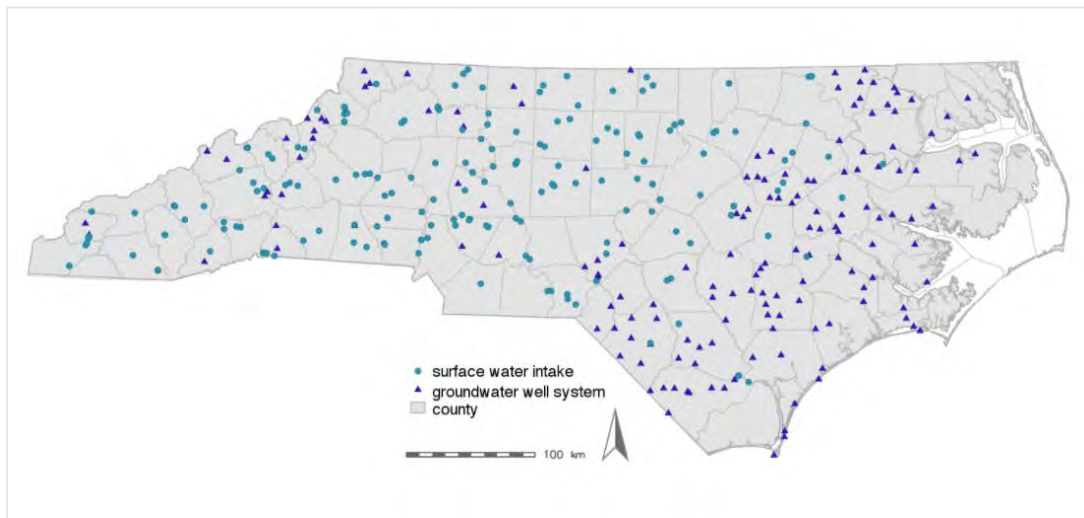 surface water intake
groundwater well system
county
100 km